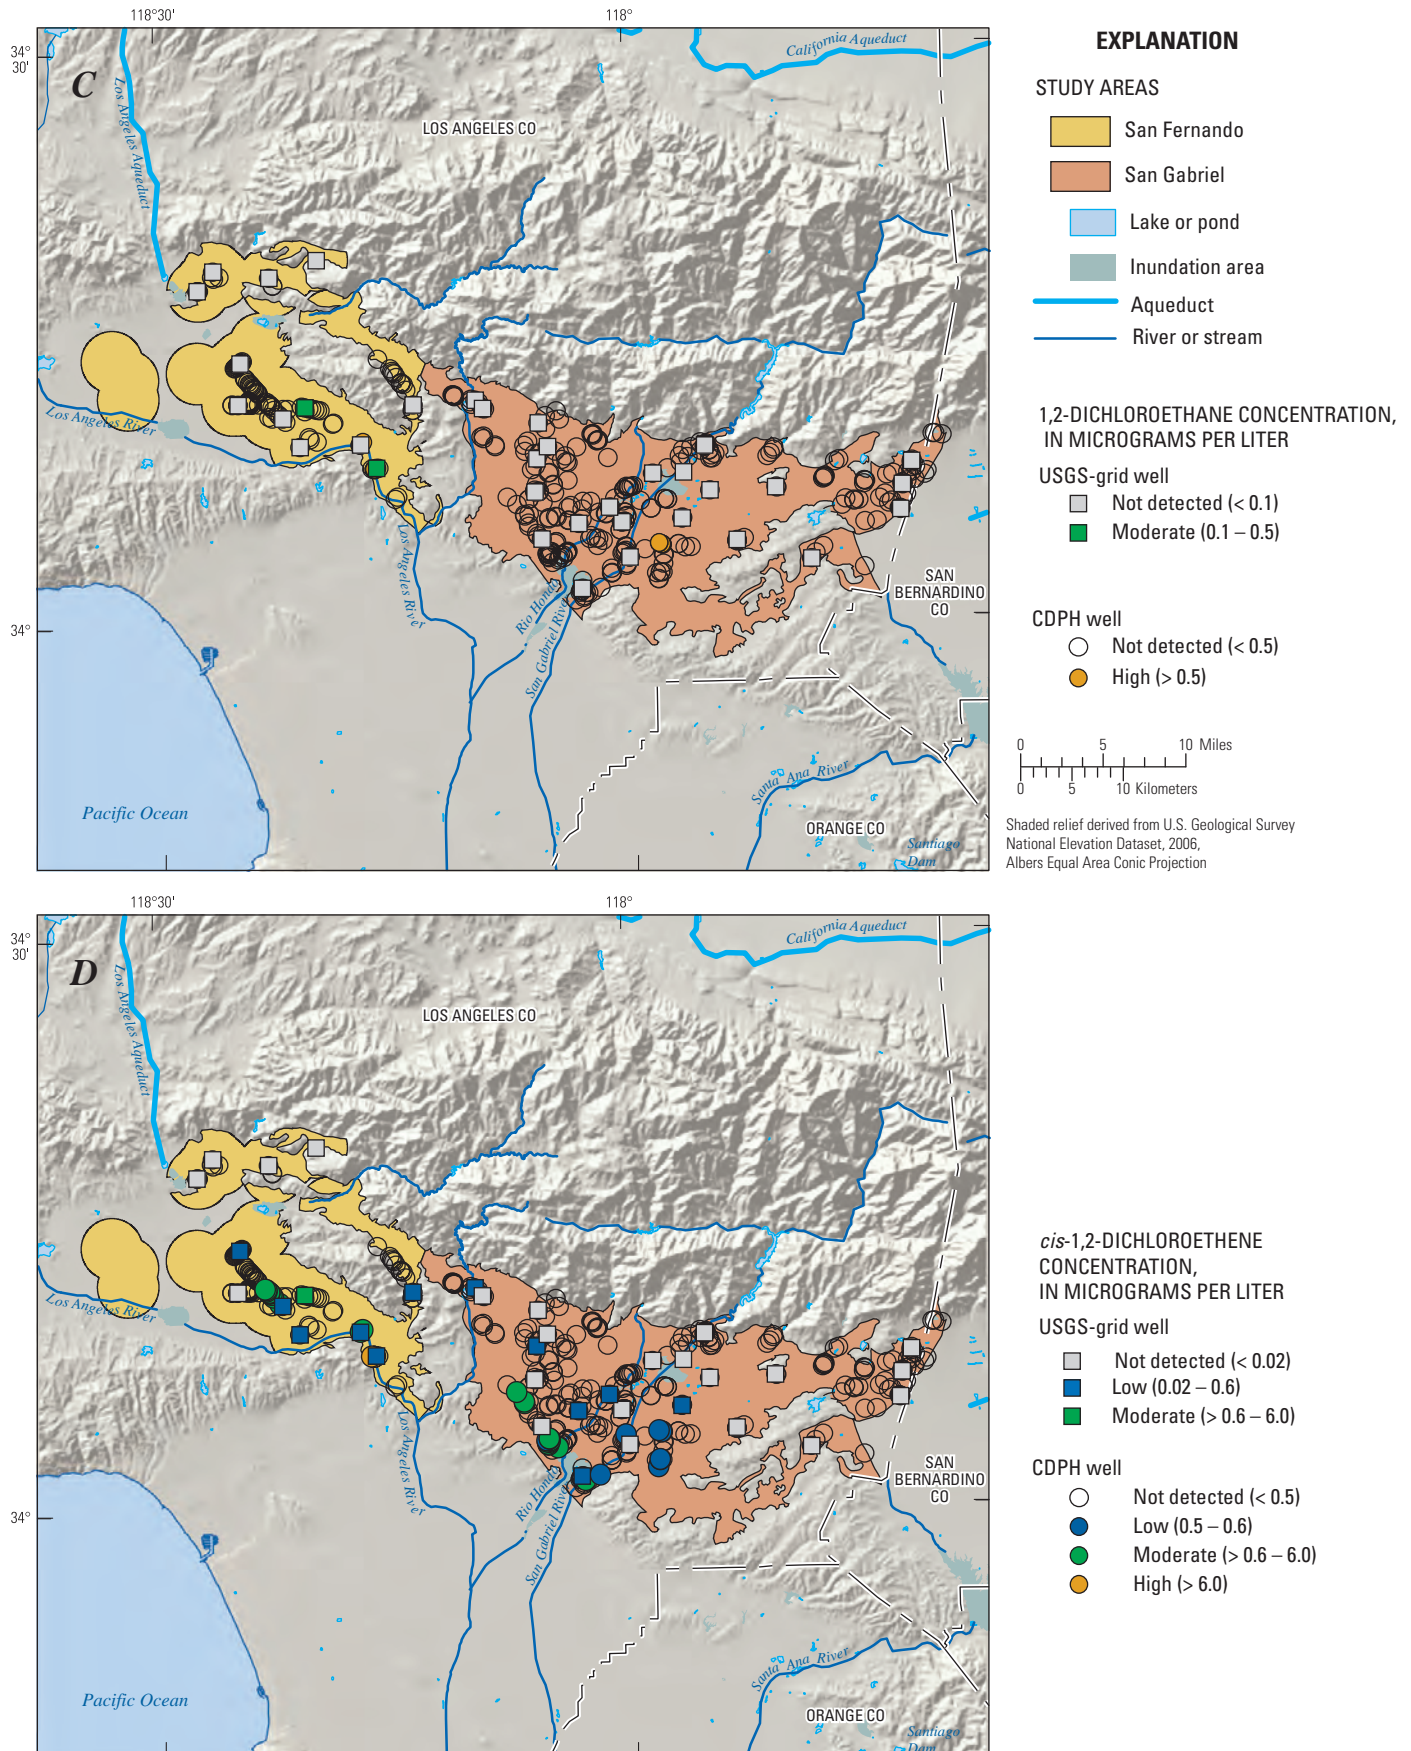 118°30'
118°
34°
30'
C
Los Angeles Aqueduct
California Aqueduct
LOS ANGELES CO
Los Angeles River
Los Angeles River
Rio Hondo
San Gabriel River
SAN
BERNARDINO
CO
34°
Santa Ana River
Pacific Ocean
ORANGE CO
Santiago
Dam
EXPLANATION
STUDY AREAS
San Fernando
San Gabriel
Lake or pond
Inundation area
Aqueduct
River or stream
1,2-DICHLOROETHANE CONCENTRATION,
IN MICROGRAMS PER LITER
USGS-grid well
Not detected (< 0.1)
Moderate (0.1 – 0.5)
CDPH well
Not detected (< 0.5)
High (> 0.5)
0 5 10 Miles
0 5 10 Kilometers
Shaded relief derived from U.S. Geological Survey
National Elevation Dataset, 2006,
Albers Equal Area Conic Projection
118°30'
118°
34°
30'
D
Los Angeles Aqueduct
California Aqueduct
LOS ANGELES CO
Los Angeles River
Los Angeles River
Rio Hondo
San Gabriel River
SAN
BERNARDINO
CO
34°
Santa Ana River
Pacific Ocean
ORANGE CO
Santiago
Dam
cis-1,2-DICHLOROETHENE
CONCENTRATION,
IN MICROGRAMS PER LITER
USGS-grid well
Not detected (< 0.02)
Low (0.02 – 0.6)
Moderate (> 0.6 – 6.0)
CDPH well
Not detected (< 0.5)
Low (0.5 – 0.6)
Moderate (> 0.6 – 6.0)
High (> 6.0)